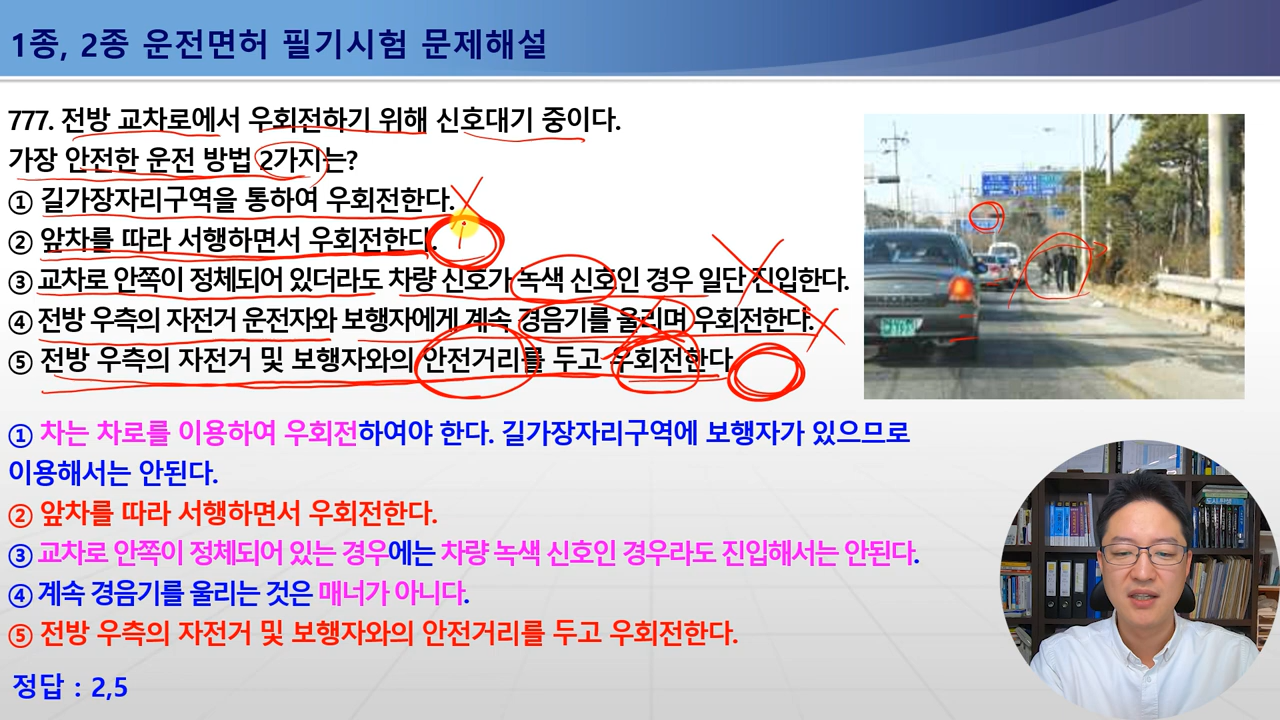 1종, 2종 운전면허 필기시험 문제해설
777. 전방 교차로에서 우회전하기 위해 신호대기 중이다.
가장 안전한 운전 방법 2가지는?
① 길가장자리구역을 통하여 우회전한다.
② 앞차를 따라 서행하면서 우회전한다.
③ 교차로 안쪽이 정체되어 있더라도 차량 신호가 녹색 신호인 경우 일단 진입한다.
④ 전방 우측의 자전거 운전자와 보행자에게 계속 경음기를 울리며 우회전한다.
⑤ 전방 우측의 자전거 및 보행자와의 안전거리를 두고 우회전한다
① 차는 차로를 이용하여 우회전하여야 한다. 길가장자리구역에 보행자가 있으므로
이용해서는 안된다.
② 앞차를 따라 서행하면서 우회전한다.
③ 교차로 안쪽이 정체되어 있는 경우에는 차량 녹색 신호인 경우라도 진입해서는 안된다.
④ 계속 경음기를 울리는 것은 매너가 아니다.
⑤ 전방 우측의 자전거 및 보행자와의 안전거리를 두고 우회전한다.
정답 : 2,5